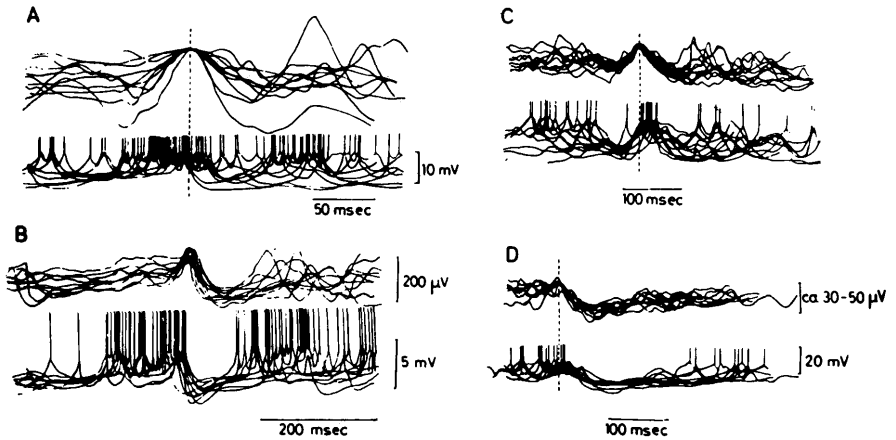 A
10 mV
50 msec
B
200 μV
5 mV
200 msec
C
100 msec
D
ca 30-50 μV
20 mV
100 msec